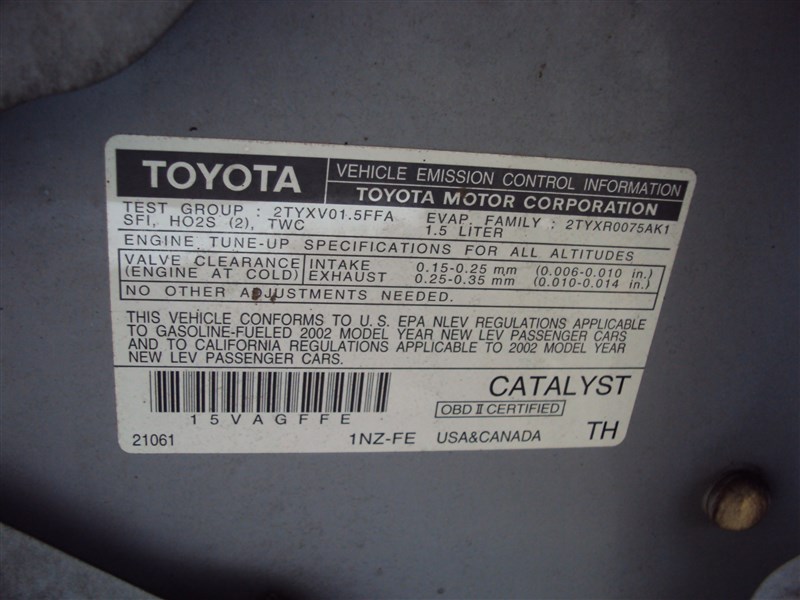 TOYOTA VEHICLE EMISSION CONTROL INFORMATION
TOYOTA MOTOR CORPORATION
TEST GROUP : 2TYXV01.5FFA EVAP. FAMILY : 2TYXR0075AK1
SFI, HO2S (2), TWC 1.5 LITER
ENGINE TUNE-UP SPECIFICATIONS FOR ALL ALTITUDES
VALVE CLEARANCE INTAKE 0.15-0.25 mm (0.006-0.010 in.)
(ENGINE AT COLD) EXHAUST 0.25-0.35 mm (0.010-0.014 in.)
NO OTHER ADJUSTMENTS NEEDED.
THIS VEHICLE CONFORMS TO U.S. EPA NLEV REGULATIONS APPLICABLE
TO GASOLINE-FUELED 2002 MODEL YEAR NEW LEV PASSENGER CARS
AND TO CALIFORNIA REGULATIONS APPLICABLE TO 2002 MODEL YEAR
NEW LEV PASSENGER CARS.
CATALYST
OBD II CERTIFIED
15VAGFFE
21061 1NZ-FE USA&CANADA TH